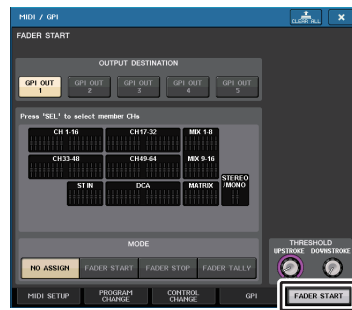 MIDI / GPI
CLEAR ALL
FADER START
OUTPUT DESTINATION
GPI OUT 1
GPI OUT 2
GPI OUT 3
GPI OUT 4
GPI OUT 5
Press 'SEL' to select member CHs
CH 1-16
CH17-32
MIX 1-8
CH33-48
CH49-64
MIX 9-16
ST IN
DCA
MATRIX
STEREO /MONO
MODE
NO ASSIGN
FADER START
FADER STOP
FADER TALLY
THRESHOLD
UPSTROKE
DOWNSTROKE
MIDI SETUP
PROGRAM CHANGE
CONTROL CHANGE
GPI
FADER START